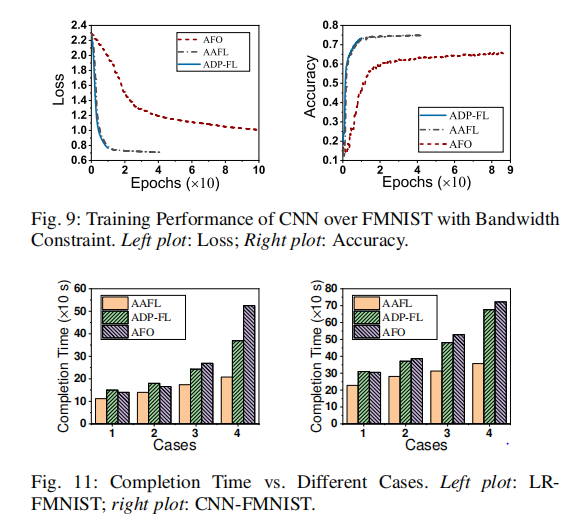 2.4
2.2
2.0
1.8
1.6
1.4
1.2
1.0
0.8
0.6
Loss
AFO
AAFL
ADP-FL
0 2 4 6 8 10
Epochs (×10)
0.8
0.7
0.6
0.5
0.4
0.3
0.2
0.1
Accuracy
ADP-FL
AAFL
AFO
0 1 2 3 4 5 6 7 8 9
Epochs (×10)
Fig. 9: Training Performance of CNN over FMNIST with Bandwidth
Constraint. Left plot: Loss; Right plot: Accuracy.
60
50
40
30
20
10
0
Completion Time (×10 s)
AAFL
ADP-FL
AFO
1 2 3 4
Cases
80
70
60
50
40
30
20
10
0
Completion Time (×10 s)
AAFL
ADP-FL
AFO
1 2 3 4
Cases
Fig. 11: Completion Time vs. Different Cases. Left plot: LR-
FMNIST; right plot: CNN-FMNIST.